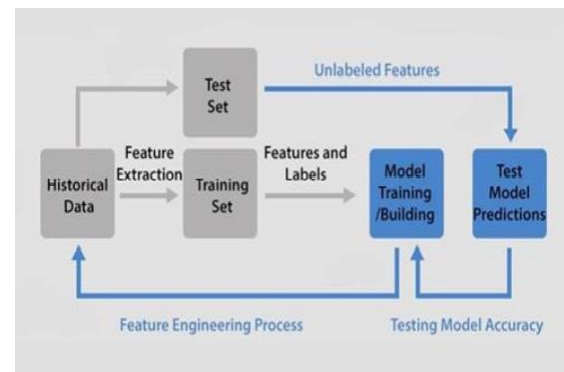 Test
Set
Unlabeled Features
Historical
Data
Feature
Extraction
Training
Set
Features and
Labels
Model
Training
/Building
Test
Model
Predictions
Feature Engineering Process
Testing Model Accuracy